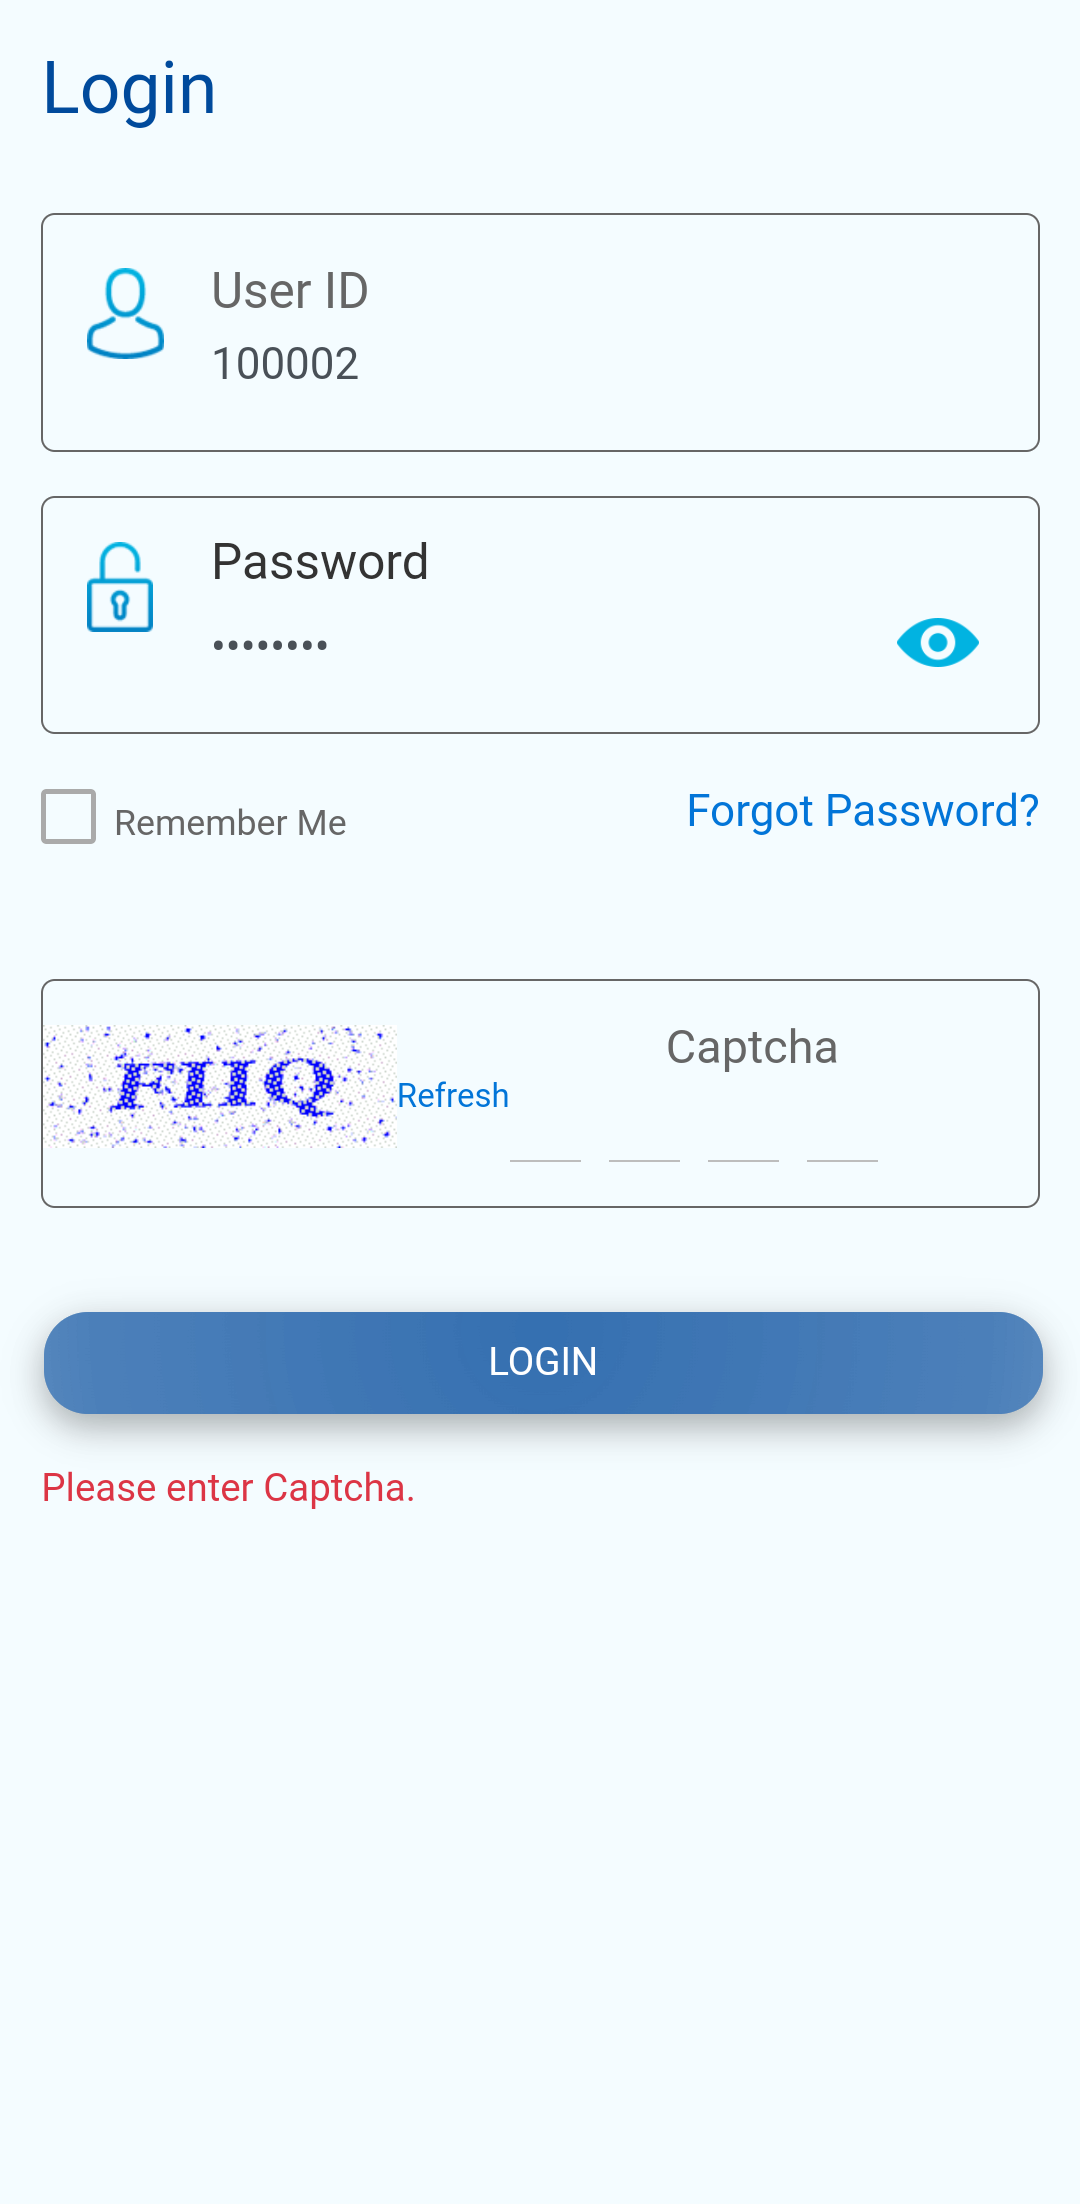 Login
User ID
100002
Password
••••••••
Remember Me
Forgot Password?
FIIQ
Refresh
Captcha
LOGIN
Please enter Captcha.